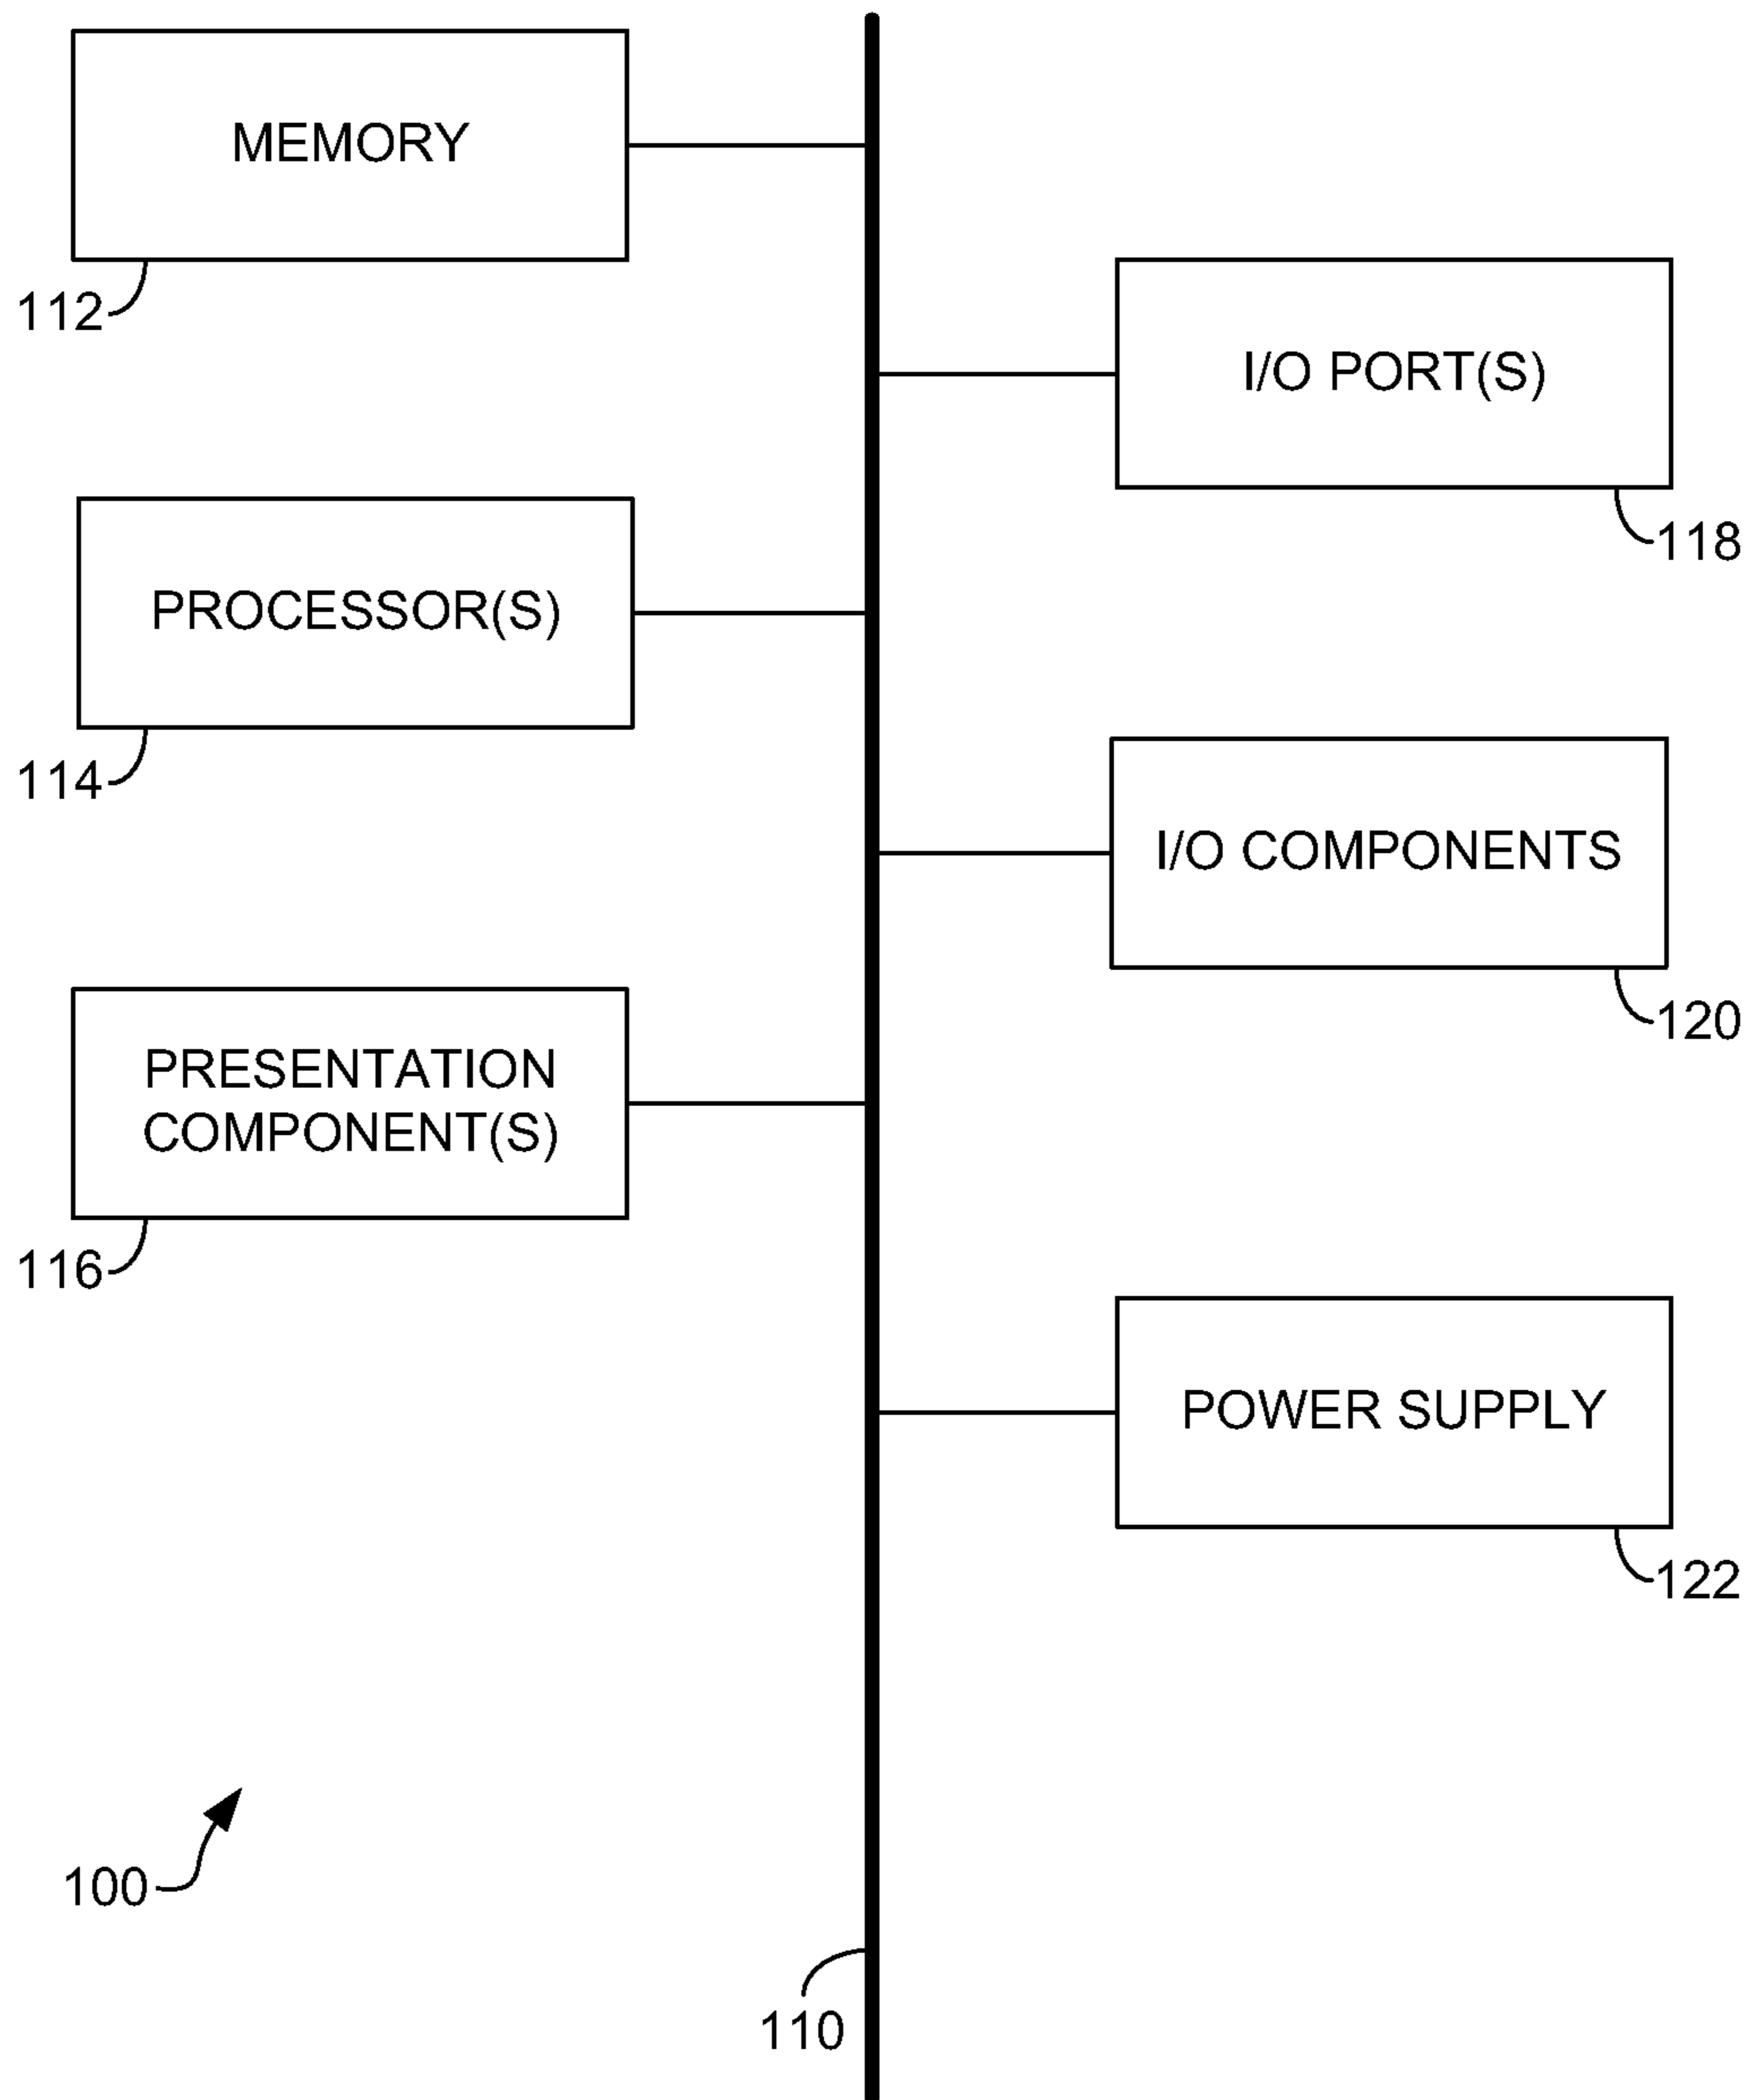 MEMORY
112
I/O PORT(S)
118
PROCESSOR(S)
114
I/O COMPONENTS
120
PRESENTATION
COMPONENT(S)
116
POWER SUPPLY
122
100
110